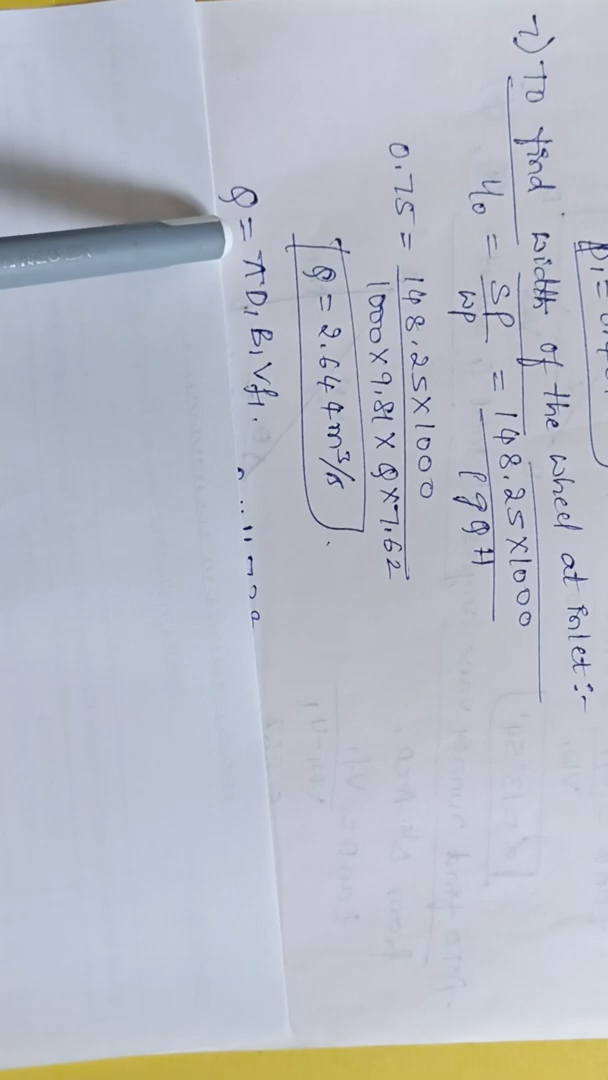 2) To find width of the wheel at inlet :-
η0 = SP/WP = 148.25×1000/ρgQH
0.75 = 148.25×1000/1000×9.81×Q×7.62
Q = 2.644 m³/s.
Q = πD1B1Vf1.